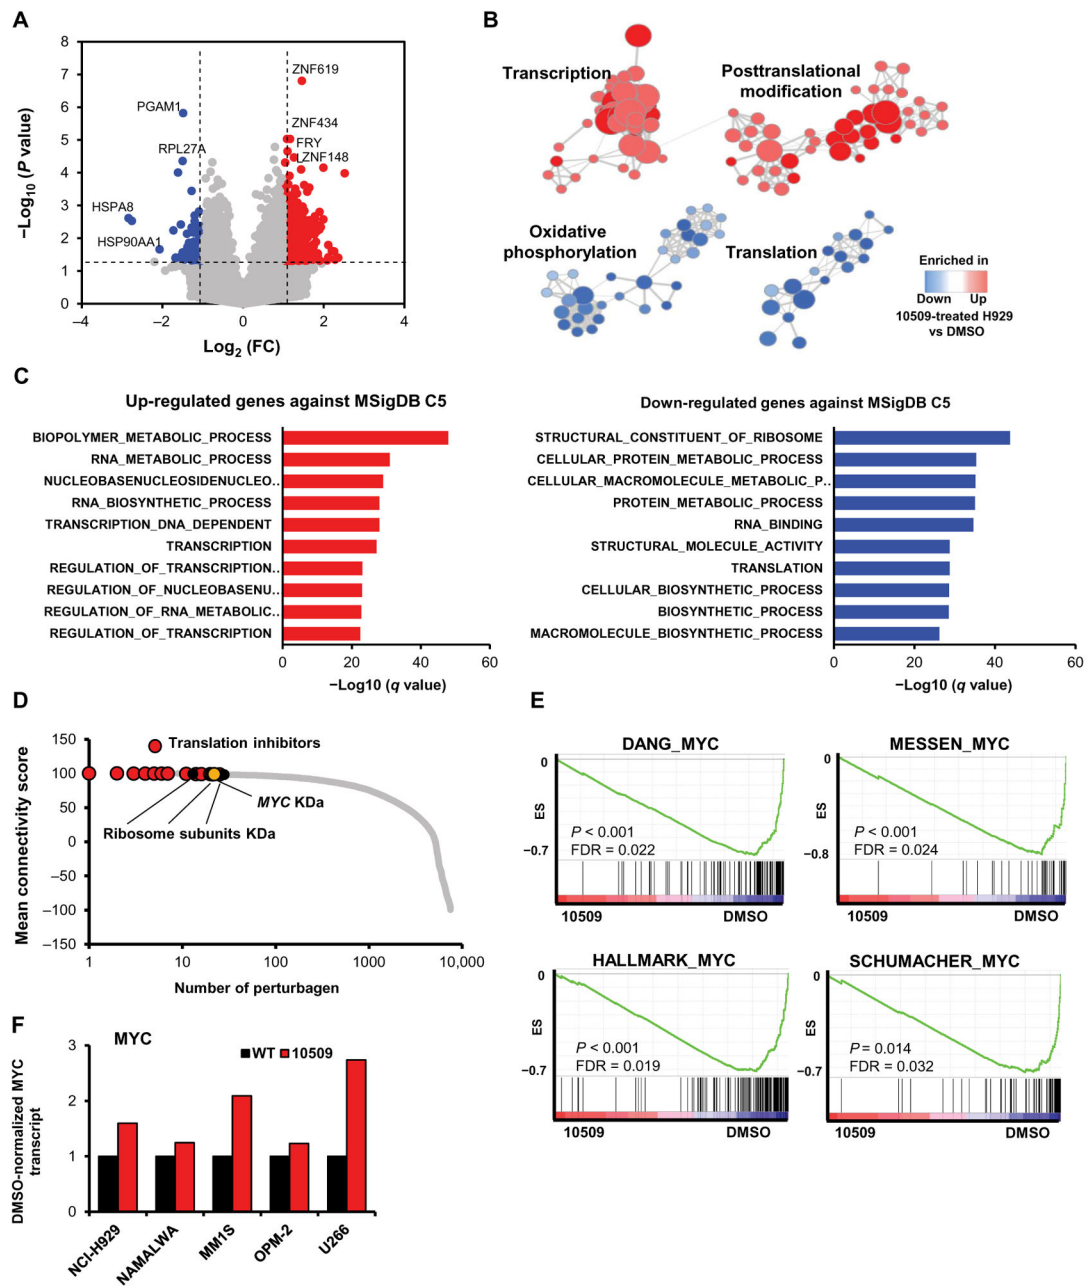 A
8
7
6
5
4
3
2
1
0
−4
−2
0
2
4
−Log10 (P value)
Log2 (FC)
ZNF619
PGAM1
ZNF434
FRY
RPL27A
ZNF148
HSPA8
HSP90AA1
B
Transcription
Posttranslational
modification
Oxidative
phosphorylation
Translation
Enriched in
Down Up
10509-treated H929
vs DMSO
C
Up-regulated genes against MSigDB C5
BIOPOLYMER_METABOLIC_PROCESS
RNA_METABOLIC_PROCESS
NUCLEOBASENUCLEOSIDENUCLEO..
RNA_BIOSYNTHETIC_PROCESS
TRANSCRIPTION_DNA_DEPENDENT
TRANSCRIPTION
REGULATION_OF_TRANSCRIPTION..
REGULATION_OF_NUCLEOBASENU..
REGULATION_OF_RNA_METABOLIC..
REGULATION_OF_TRANSCRIPTION
0 20 40 60
−Log10 (q value)
Down-regulated genes against MSigDB C5
STRUCTURAL_CONSTITUENT_OF_RIBOSOME
CELLULAR_PROTEIN_METABOLIC_PROCESS
CELLULAR_MACROMOLECULE_METABOLIC_P..
PROTEIN_METABOLIC_PROCESS
RNA_BINDING
STRUCTURAL_MOLECULE_ACTIVITY
TRANSLATION
CELLULAR_BIOSYNTHETIC_PROCESS
BIOSYNTHETIC_PROCESS
MACROMOLECULE_BIOSYNTHETIC_PROCESS
0 20 40 60
−Log10 (q value)
D
150
100
50
0
−50
−100
−150
Mean connectivity score
Translation inhibitors
MYC KDa
Ribosome subunits KDa
1 10 100 1000 10,000
Number of perturbagen
E
DANG_MYC
0
ES
−0.7
P < 0.001
FDR = 0.022
10509 DMSO
MESSEN_MYC
0
ES
−0.8
P < 0.001
FDR = 0.024
10509 DMSO
HALLMARK_MYC
0
ES
−0.7
P < 0.001
FDR = 0.019
10509 DMSO
SCHUMACHER_MYC
0
ES
−0.7
P = 0.014
FDR = 0.032
10509 DMSO
F
MYC
WT 10509
3
2
1
0
DMSO-normalized MYC
transcript
NCI-H929
NAMALWA
MM1S
OPM-2
U266